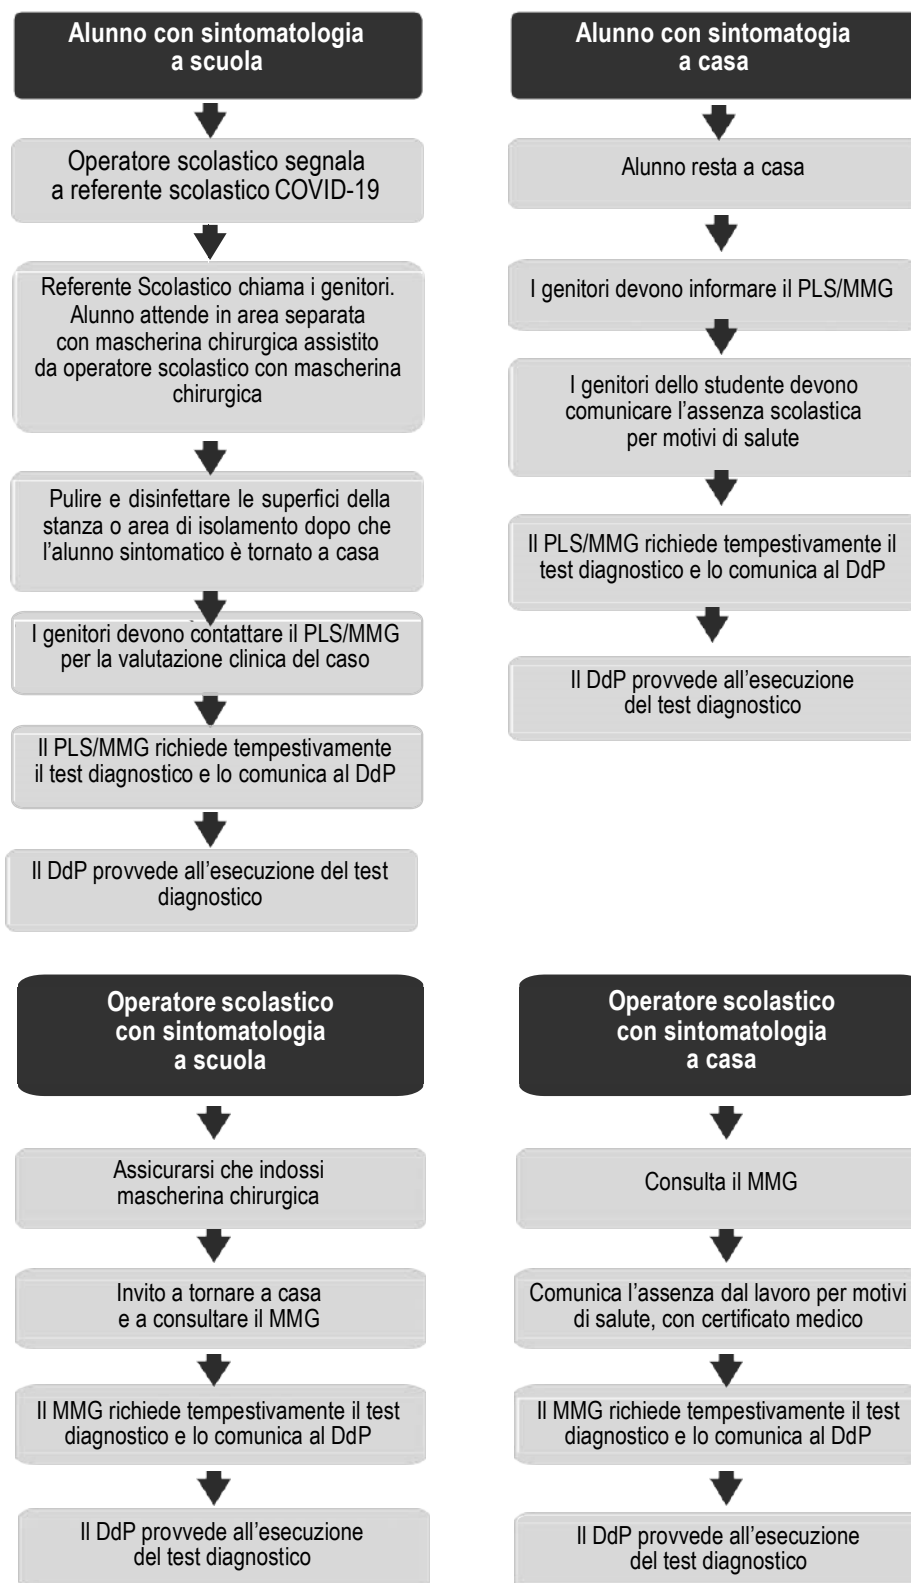 Alunno con sintomatologia
a scuola
Operatore scolastico segnala
a referente scolastico COVID-19
Referente Scolastico chiama i genitori.
Alunno attende in area separata
con mascherina chirurgica assistito
da operatore scolastico con mascherina
chirurgica
Pulire e disinfettare le superfici della
stanza o area di isolamento dopo che
l’alunno sintomatico è tornato a casa
I genitori devono contattare il PLS/MMG
per la valutazione clinica del caso
Il PLS/MMG richiede tempestivamente
il test diagnostico e lo comunica al DdP
Il DdP provvede all’esecuzione del test
diagnostico
Alunno con sintomatogia
a casa
Alunno resta a casa
I genitori devono informare il PLS/MMG
I genitori dello studente devono
comunicare l’assenza scolastica
per motivi di salute
Il PLS/MMG richiede tempestivamente il
test diagnostico e lo comunica al DdP
Il DdP provvede all’esecuzione
del test diagnostico
Operatore scolastico
con sintomatologia
a scuola
Assicurarsi che indossi
mascherina chirurgica
Invito a tornare a casa
e a consultare il MMG
Il MMG richiede tempestivamente il test
diagnostico e lo comunica al DdP
Il DdP provvede all’esecuzione
del test diagnostico
Operatore scolastico
con sintomatologia
a casa
Consulta il MMG
Comunica l’assenza dal lavoro per motivi
di salute, con certificato medico
Il MMG richiede tempestivamente il test
diagnostico e lo comunica al DdP
Il DdP provvede all’esecuzione
del test diagnostico